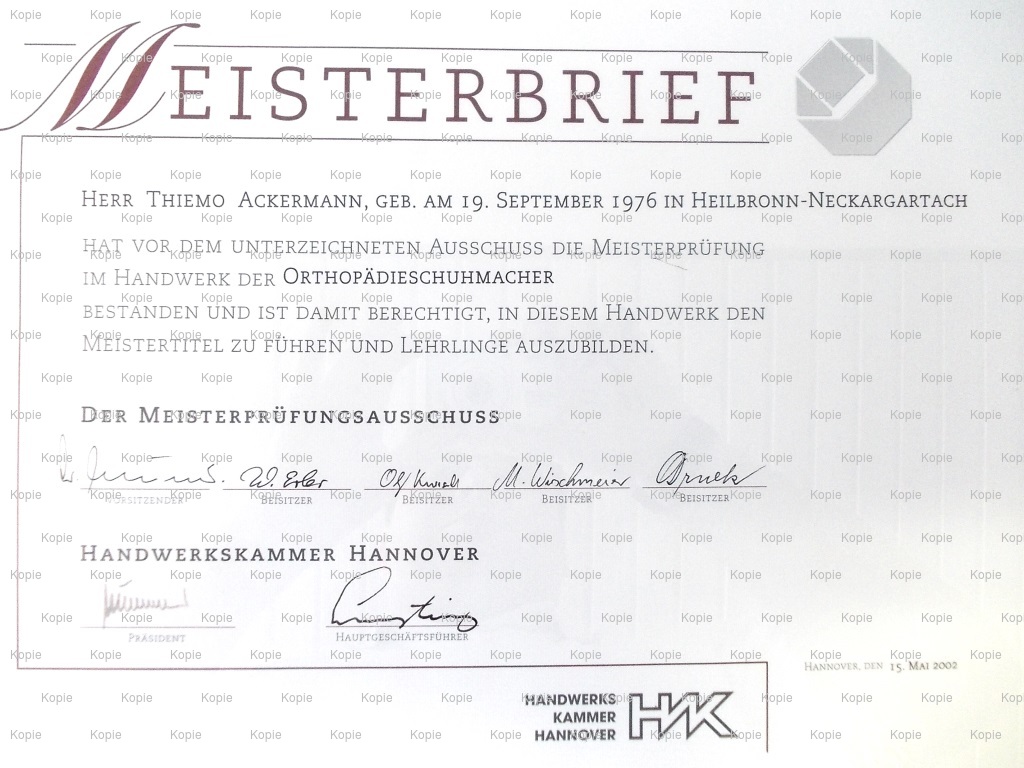 MEISTERBRIEF
HERR THIEMO ACKERMANN, GEB. AM 19. SEPTEMBER 1976 IN HEILBRONN-NECKARGARTACH
HAT VOR DEM UNTERZEICHNETEN AUSSCHUSS DIE MEISTERPRÜFUNG
IM HANDWERK DER ORTHOPÄDIESCHUHMACHER
BESTANDEN UND IST DAMIT BERECHTIGT, IN DIESEM HANDWERK DEN
MEISTERTITEL ZU FÜHREN UND LEHRLINGE AUSZUBILDEN.
DER MEISTERPRÜFUNGSAUSSCHUSS
W. Erler M. Wischmeier
VORSITZENDER BEISITZER BEISITZER BEISITZER BEISITZER
HANDWERKSKAMMER HANNOVER
PRÄSIDENT HAUPTGESCHÄFTSFÜHRER
HANNOVER, DEN 15. MAI 2002
HANDWERKS
KAMMER
HANNOVER
HWK
Kopie